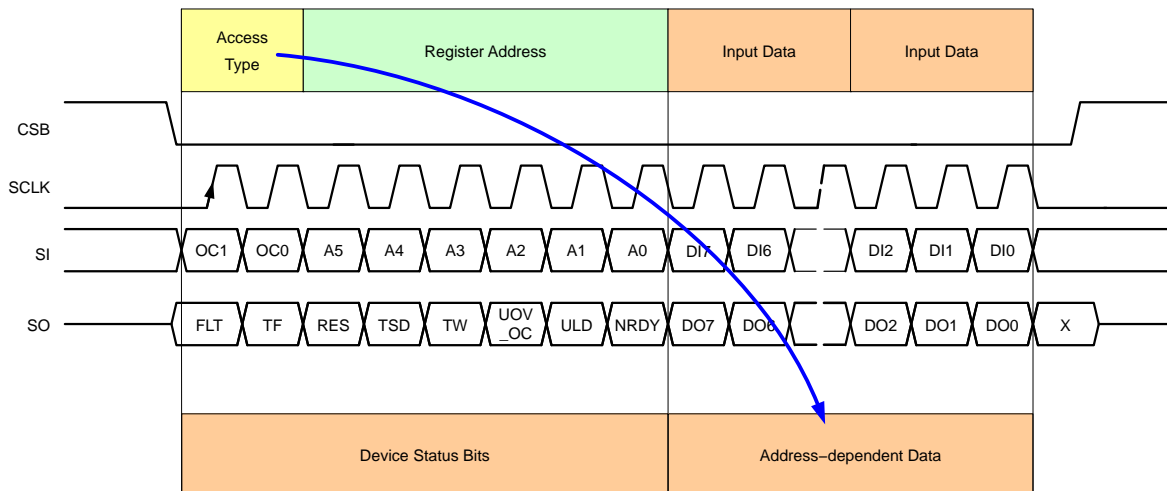 Access
Type
Register Address
Input Data
Input Data
CSB
SCLK
SI
OC1 OC0 A5 A4 A3 A2 A1 A0 DI7 DI6 DI2 DI1 DI0
SO
FLT TF RES TSD TW UOV
_OC ULD NRDY DO7 DO6 DO2 DO1 DO0 X
Device Status Bits
Address−dependent Data